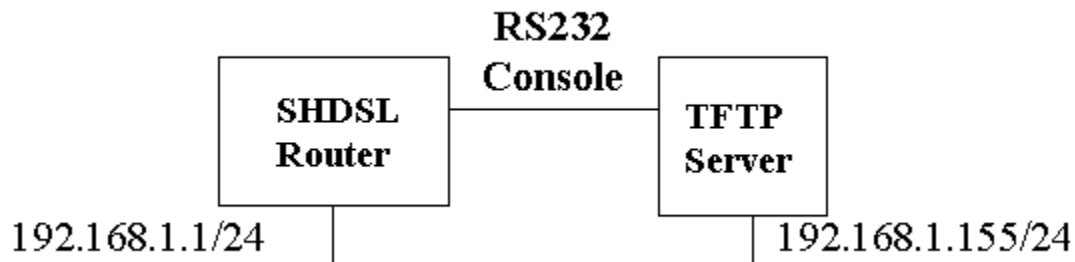 RS232
Console
SHDSL
Router
TFTP
Server
192.168.1.1/24
192.168.1.155/24